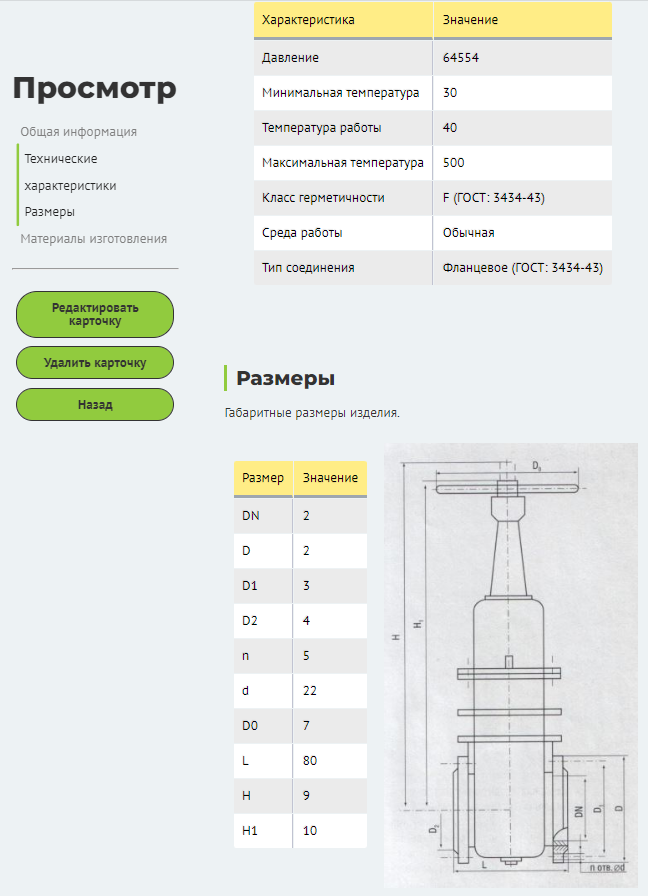 Просмотр
Общая информация
Технические
характеристики
Размеры
Материалы изготовления
Редактировать
карточку
Удалить карточку
Назад
Характеристика Значение
Давление 64554
Минимальная температура 30
Температура работы 40
Максимальная температура 500
Класс герметичности F (ГОСТ: 3434-43)
Среда работы Обычная
Тип соединения Фланцевое (ГОСТ: 3434-43)
Размеры
Габаритные размеры изделия.
Размер Значение
DN 2
D 2
D1 3
D2 4
n 5
d 22
D0 7
L 80
H 9
H1 10
D₀
H
H₁
D₂
DN
D₁
D
L
n отв. Ød